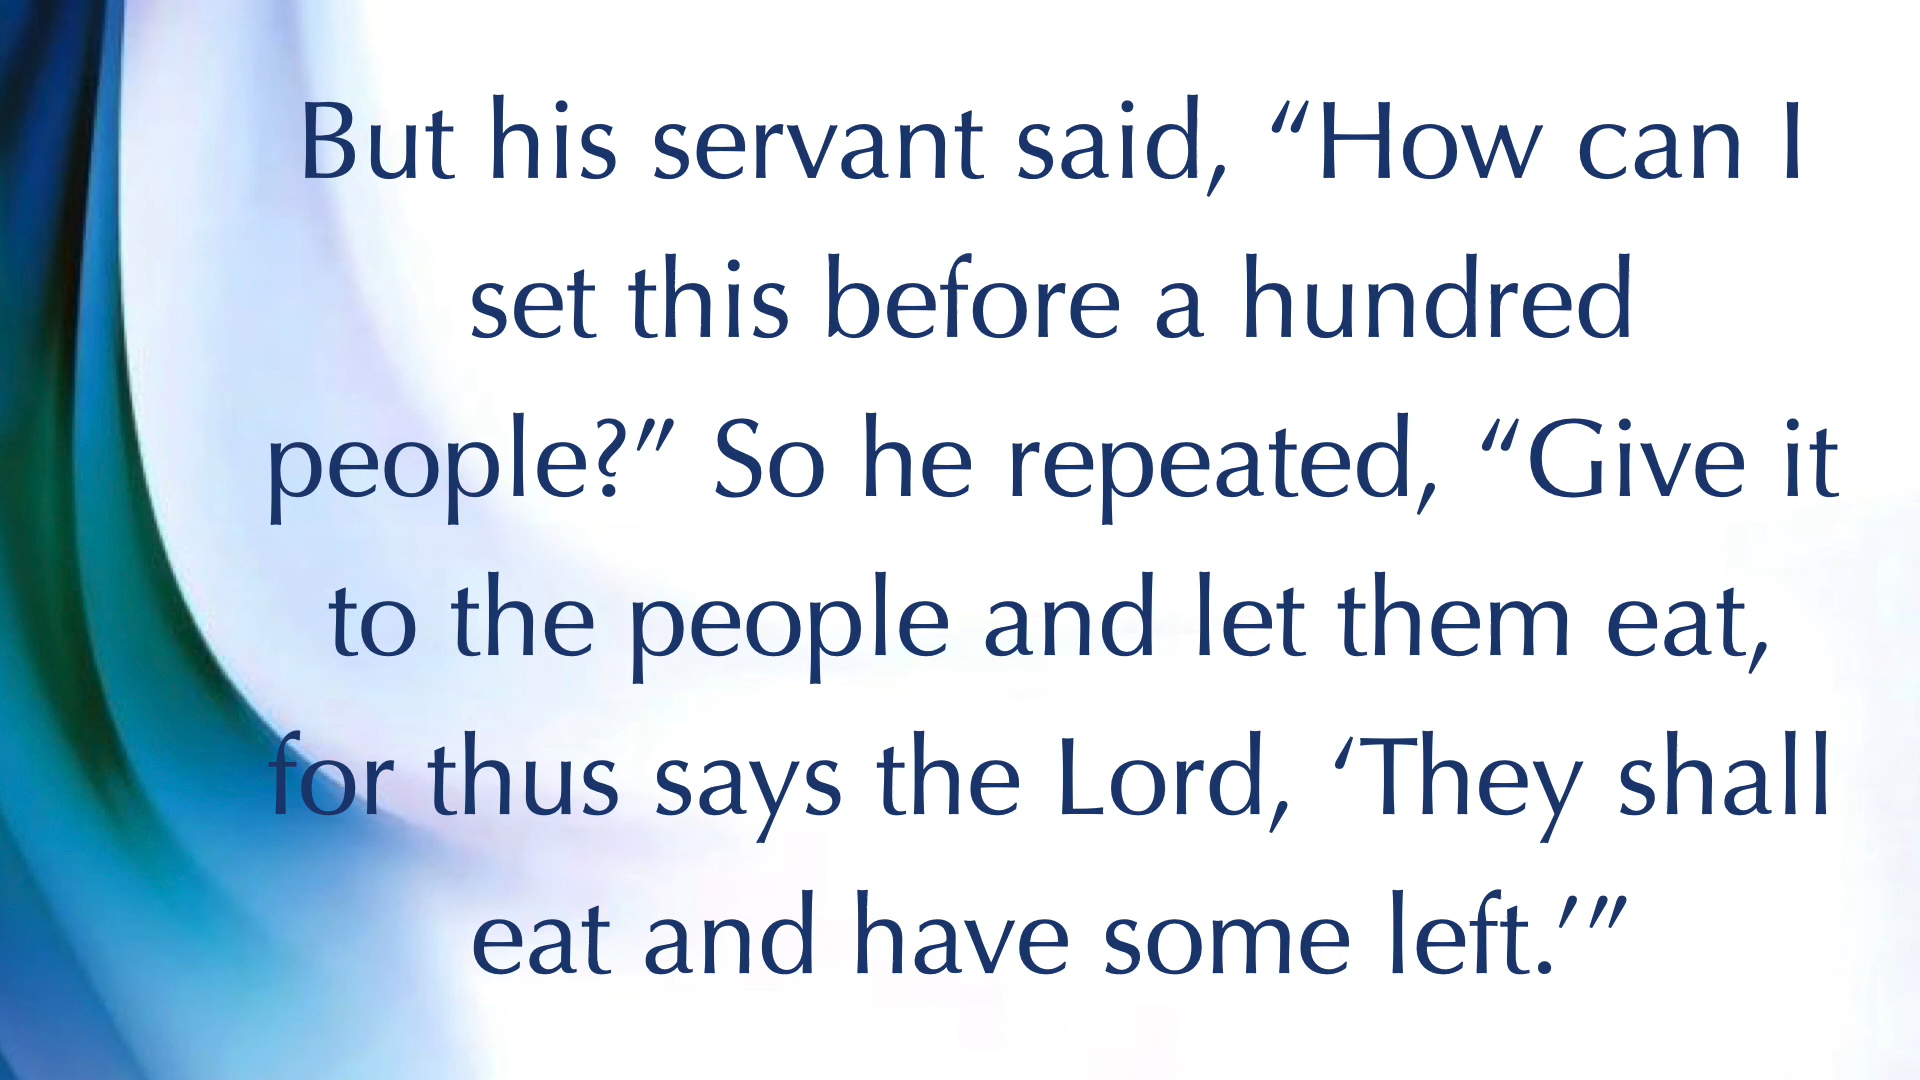 But his servant said, “How can I
set this before a hundred
people?” So he repeated, “Give it
to the people and let them eat,
for thus says the Lord, ‘They shall
eat and have some left.’”